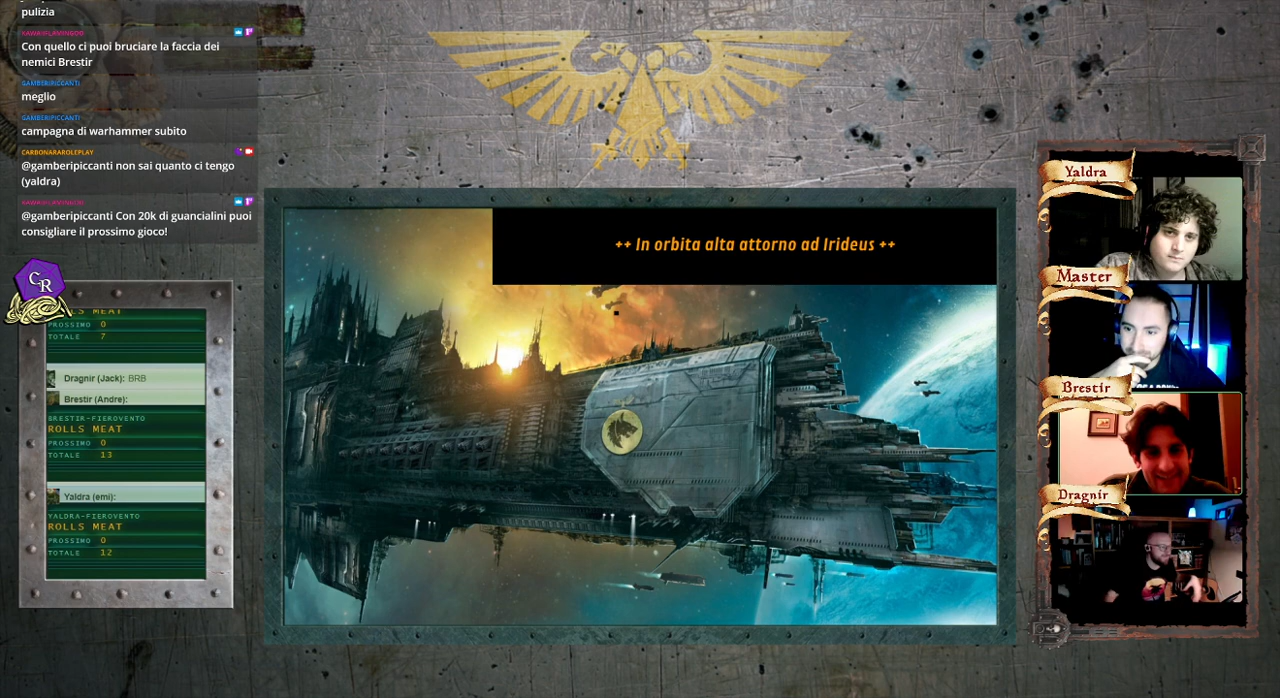 pulizia
Con quello ci puoi bruciare la faccia dei
nemici Brestir
GAMBERIPICCANTI
meglio
GAMBERIPICCANTI
campagna di warhammer subito
CARBONARAROLEPLAY
@gamberipiccanti non sai quanto ci tengo
(yaldra)
@gamberipiccanti Con 20k di guancialini puoi
consigliare il prossimo gioco!
CR
MEAT
PROSSIMO 0
TOTALE 7
Dragnir (Jack): BRB
Brestir (Andre):
BRESTIR-FIEROVENTO
ROLLS MEAT
PROSSIMO 0
TOTALE 13
Yaldra (emi):
YALDRA-FIEROVENTO
ROLLS MEAT
PROSSIMO 0
TOTALE 12
++ In orbita alta attorno ad Irideus ++
Yaldra
Master
Brestir
Dragnir